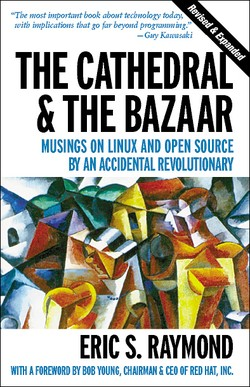 "The most important book about technology today,
with implications that go far beyond programming."
—Guy Kawasaki
Revised & Expanded
THE CATHEDRAL
& THE BAZAAR
MUSINGS ON LINUX AND OPEN SOURCE
BY AN ACCIDENTAL REVOLUTIONARY
ERIC S. RAYMOND
WITH A FOREWORD BY BOB YOUNG, CHAIRMAN & CEO OF RED HAT, INC.